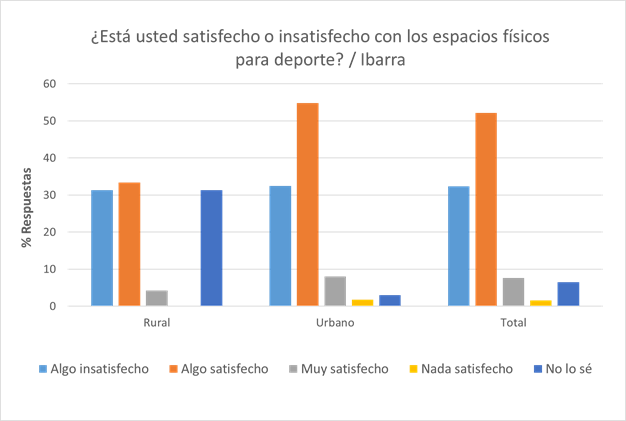 ¿Está usted satisfecho o insatisfecho con los espacios físicos
para deporte? / Ibarra
60
50
40
30
20
10
0
% Respuestas
Rural Urbano Total
Algo insatisfecho Algo satisfecho Muy satisfecho Nada satisfecho No lo sé